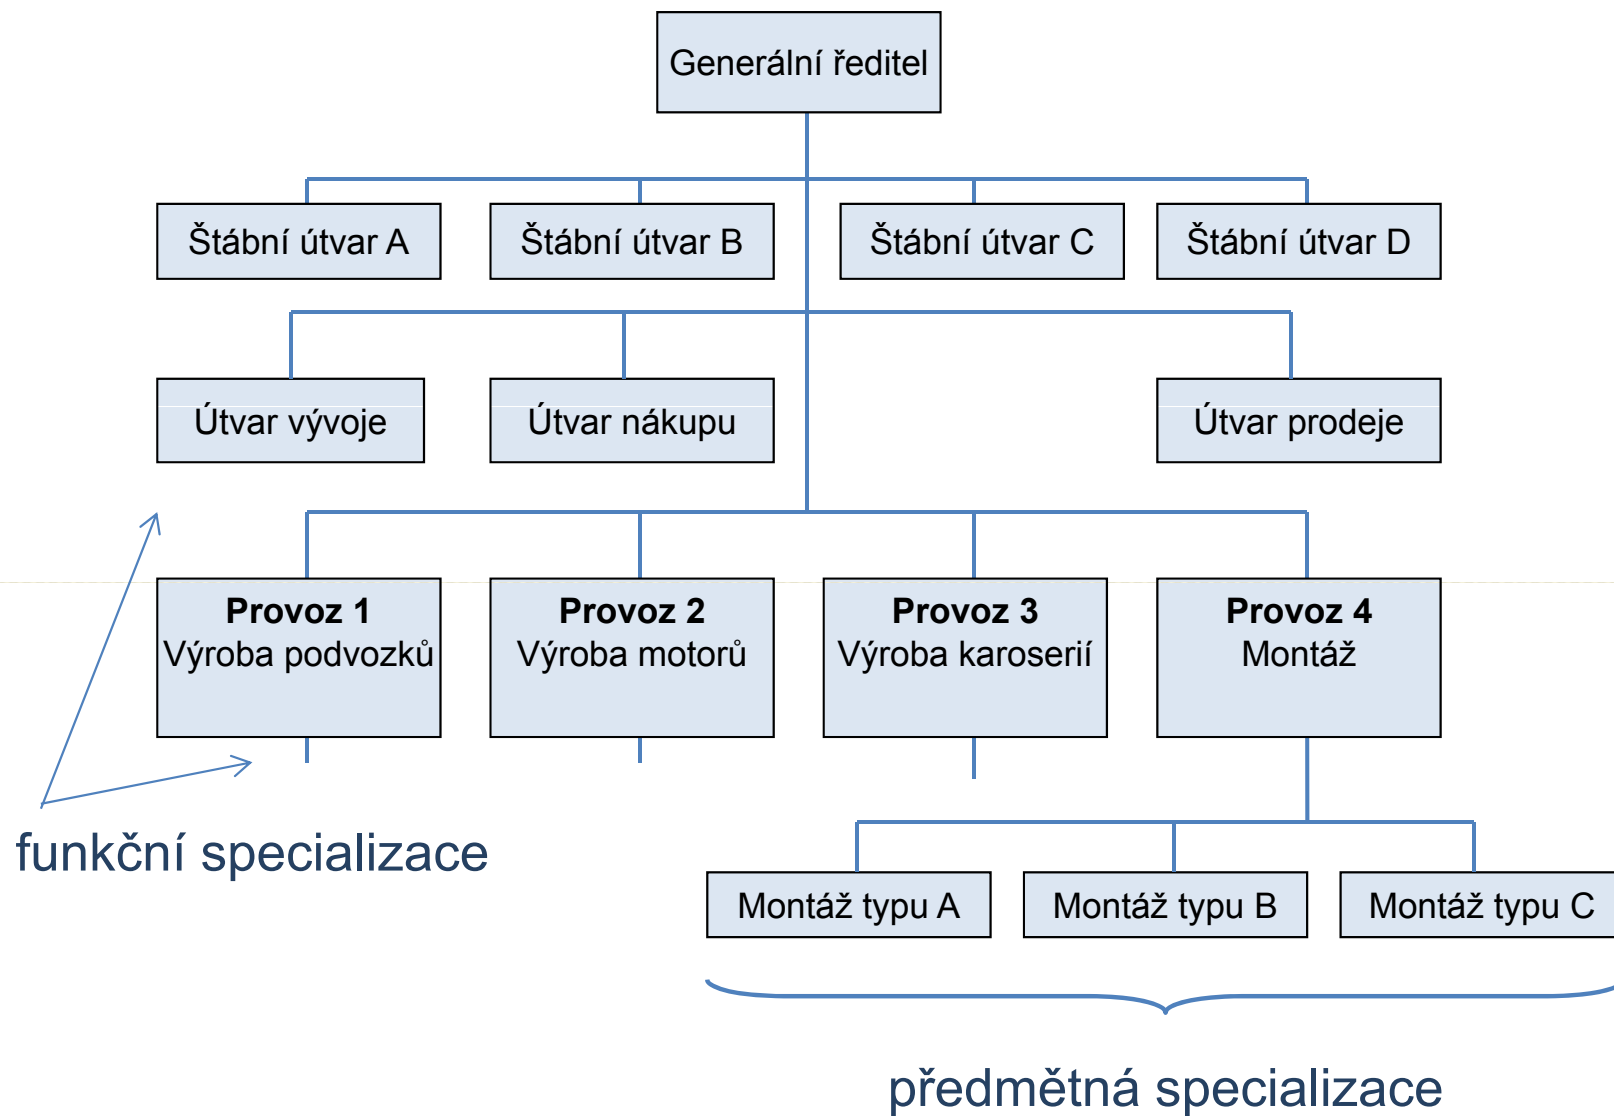 Generální ředitel
Štábní útvar A
Štábní útvar B
Štábní útvar C
Štábní útvar D
Útvar vývoje
Útvar nákupu
Útvar prodeje
Provoz 1
Výroba podvozků
Provoz 2
Výroba motorů
Provoz 3
Výroba karoserií
Provoz 4
Montáž
funkční specializace
Montáž typu A
Montáž typu B
Montáž typu C
předmětná specializace